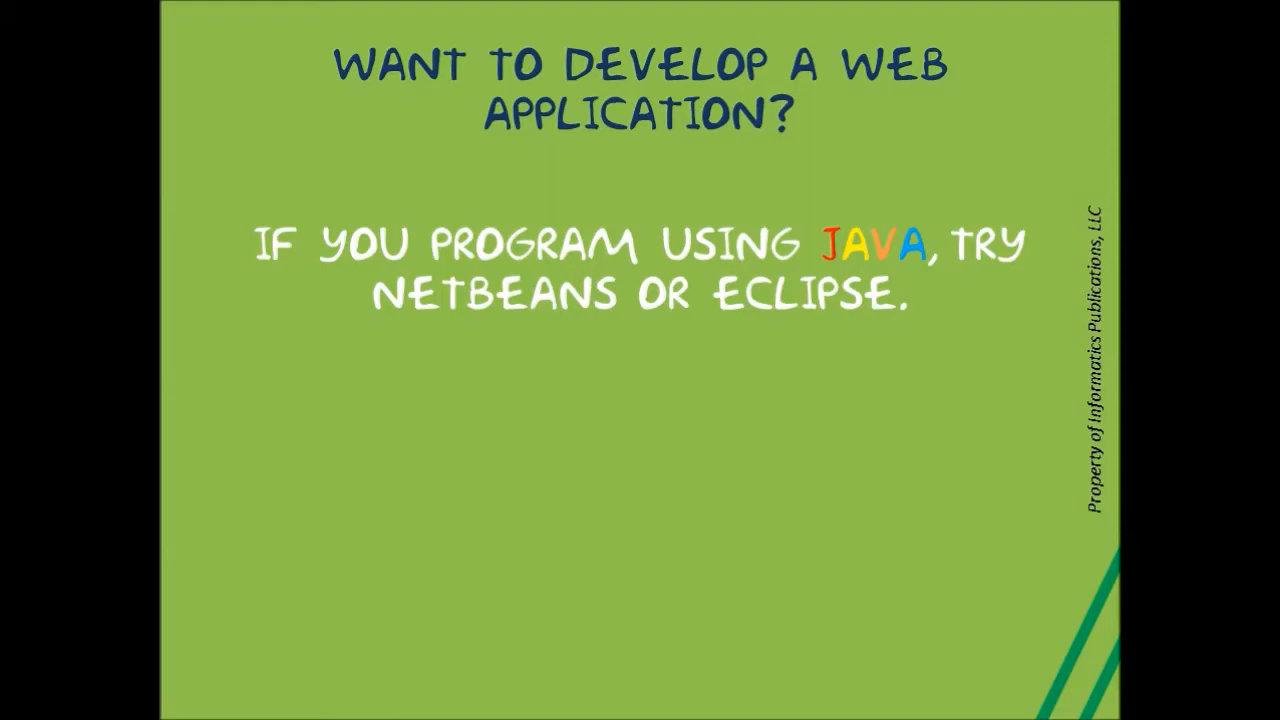 WANT TO DEVELOP A WEB
APPLICATION?
IF YOU PROGRAM USING JAVA, TRY
NETBEANS OR ECLIPSE.
Property of Informatics Publications, LLC